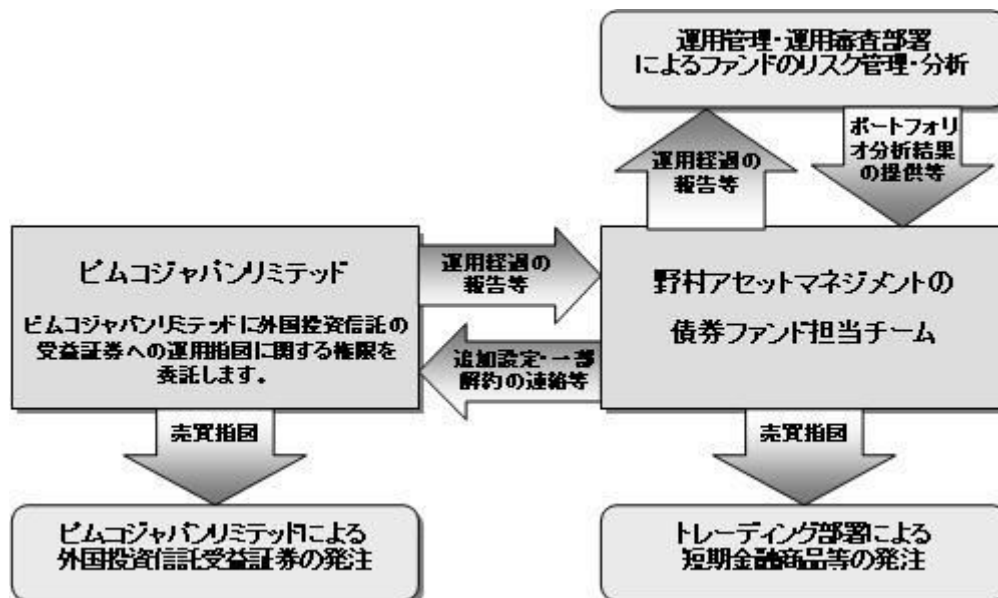 運用管理・運用審査部署
によるファンドのリスク管理・分析
運用経過の
報告等
ポートフォリ
オ分析結果
の提供等
ピムコジャパンリミテッド
ピムコジャパンリミテッドに外国投資信託の
受益証券への運用指図に関する権限を
委託します。
運用経過の
報告等
追加設定・一部
解約の連絡等
野村アセットマネジメントの
債券ファンド担当チーム
売買指図
売買指図
ピムコジャパンリミテッドによる
外国投資信託受益証券の発注
トレーディング部署による
短期金融商品等の発注